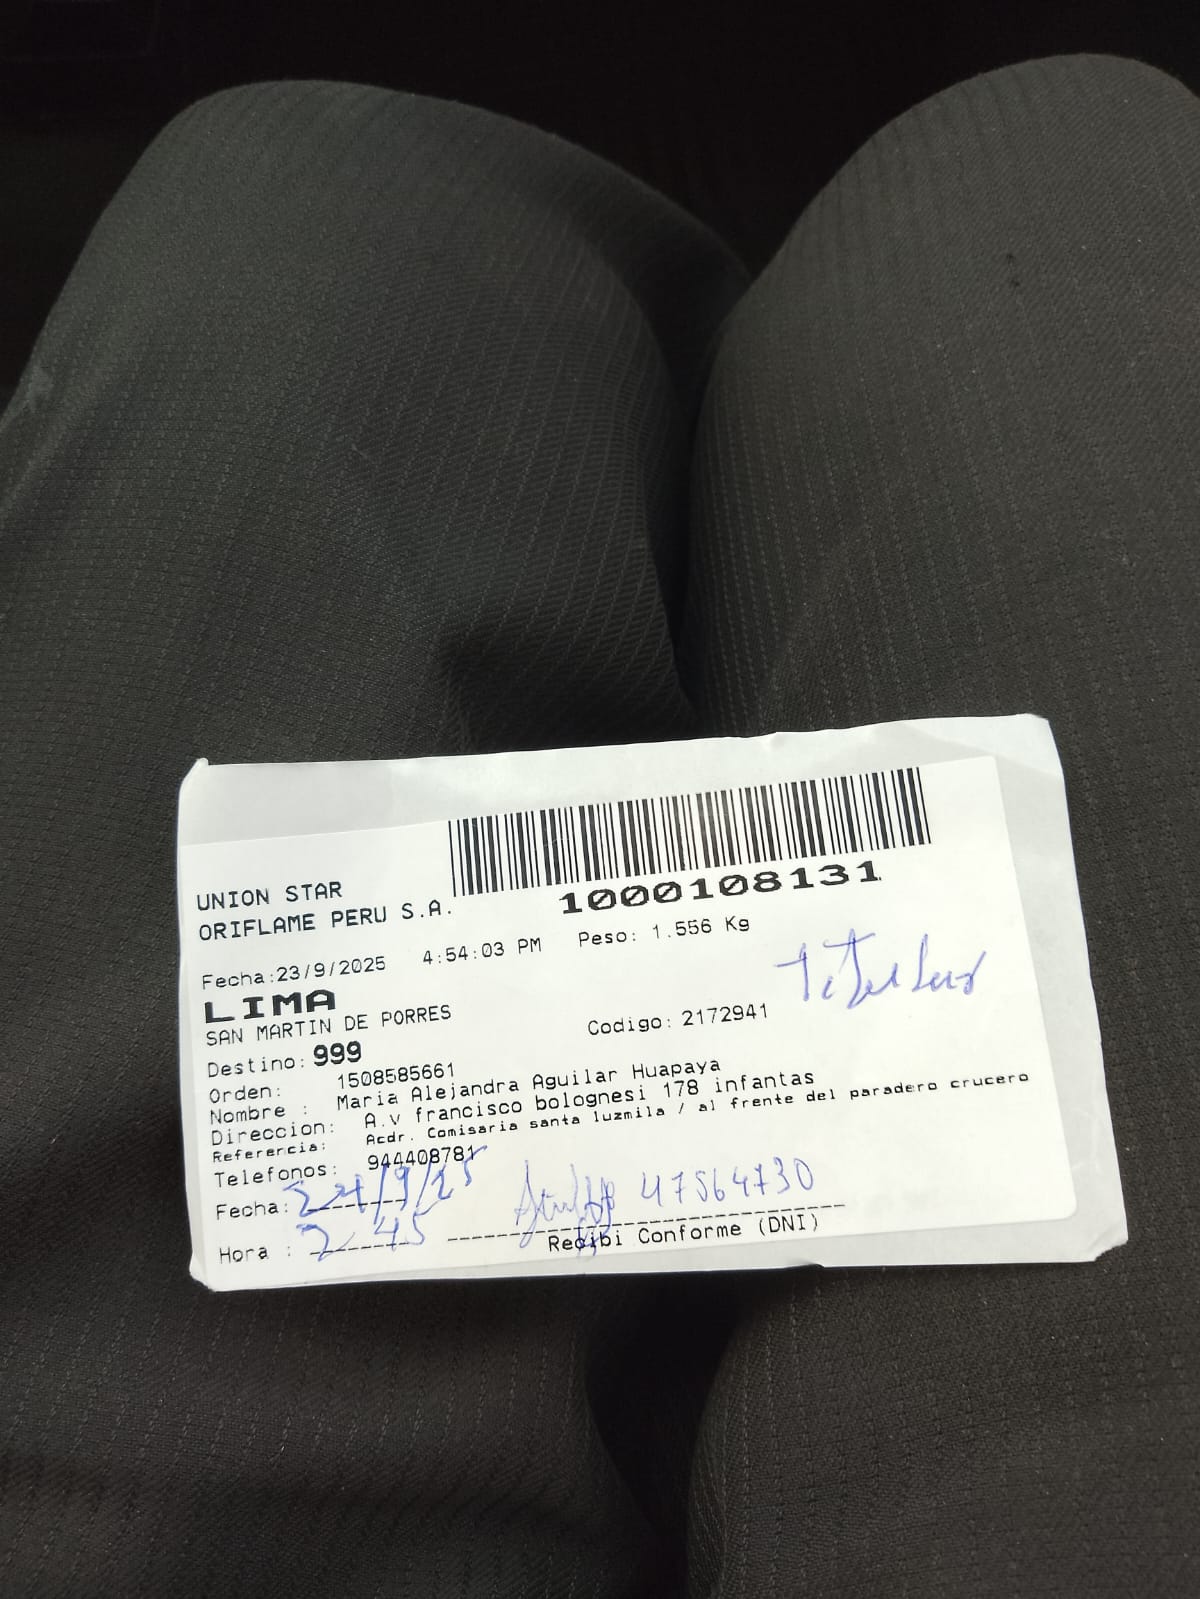 1000108131
UNION STAR
ORIFLAME PERU S.A.
Fecha:23/9/2025 4:54:03 PM Peso: 1.556 Kg
LIMA
SAN MARTIN DE PORRES
Codigo: 2172941
Destino: 999
Orden: 1508585661
Nombre : Maria Alejandra Aguilar Huapaya
Direccion: A.v francisco bolognesi 178 infantas
Referencia: Acdr. Comisaria santa luzmila / al frente del paradero crucero
Telefonos: 944408781
Fecha:
47564730
Hora : 2 45
Recibi Conforme (DNI)